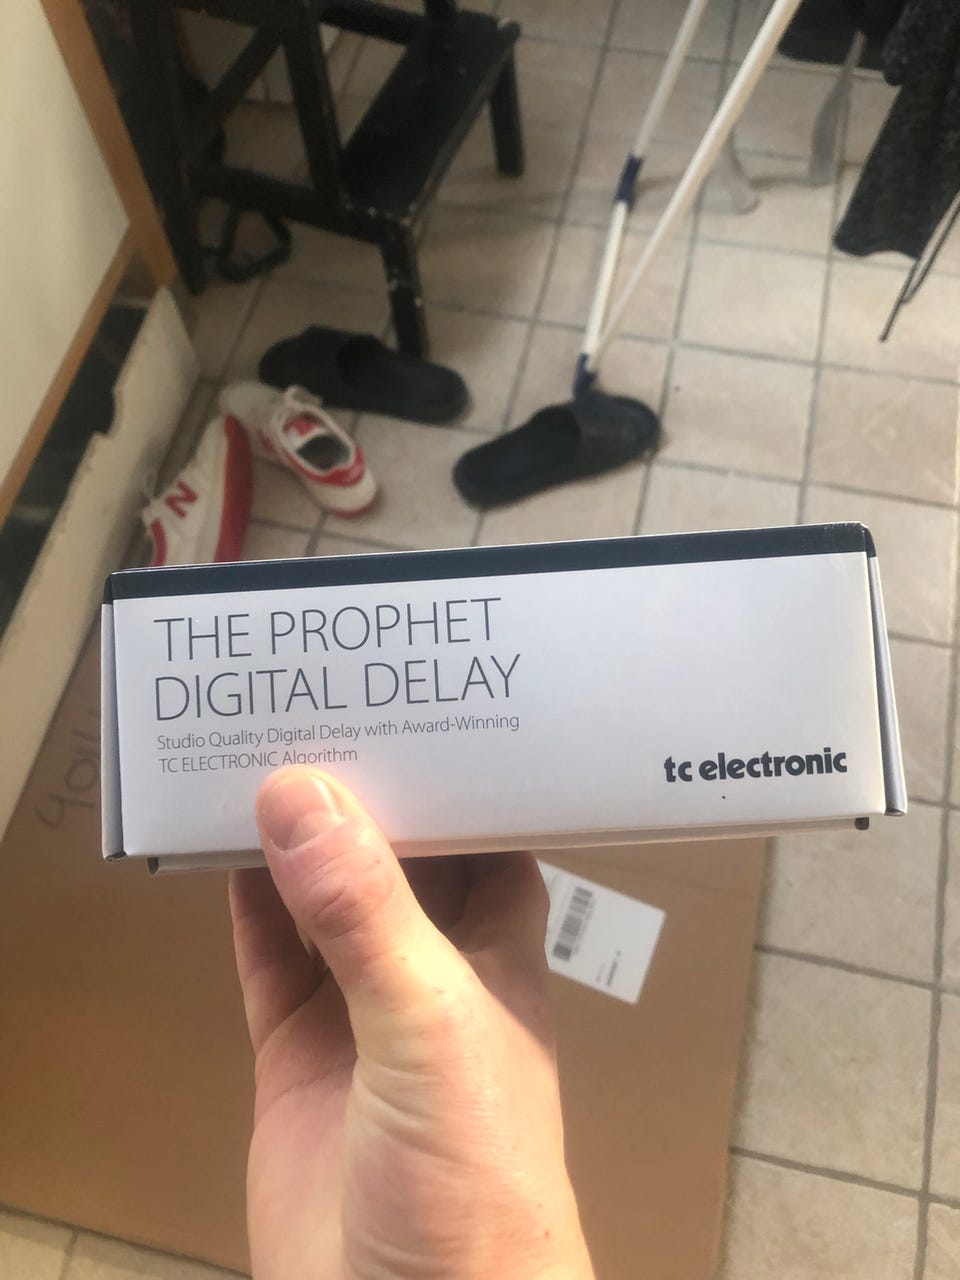 THE PROPHET
DIGITAL DELAY
Studio Quality Digital Delay with Award-Winning
TC ELECTRONIC Algorithm
tc electronic
N